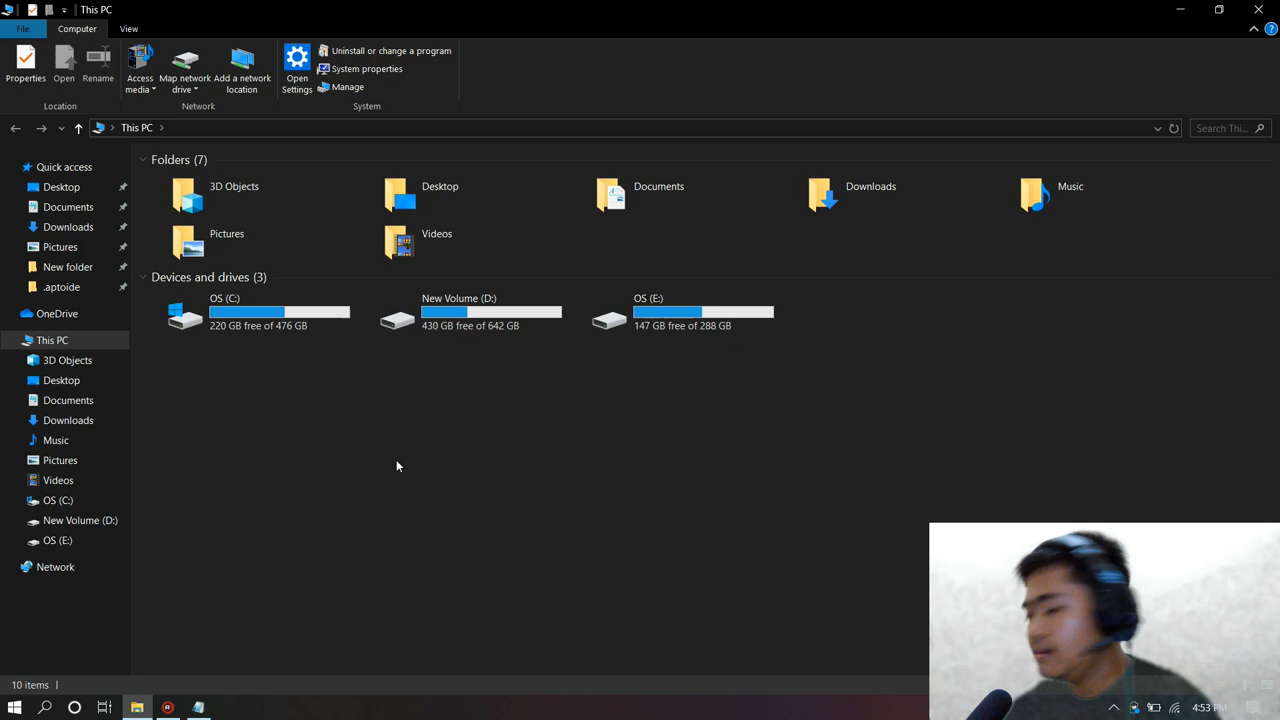 This PC
File Computer View
Properties Open Rename Access media Map network drive Add a network location Open Settings Uninstall or change a program
System properties
Manage
Location Network System
This PC Search Thi...
Quick access
Desktop
Documents
Downloads
Pictures
New folder
.aptoide
OneDrive
This PC
3D Objects
Desktop
Documents
Downloads
Music
Pictures
Videos
OS (C:)
New Volume (D:)
OS (E:)
Network
Folders (7)
3D Objects Desktop Documents Downloads Music
Pictures Videos
Devices and drives (3)
OS (C:) New Volume (D:) OS (E:)
220 GB free of 476 GB 430 GB free of 642 GB 147 GB free of 288 GB
10 items
4:53 PM